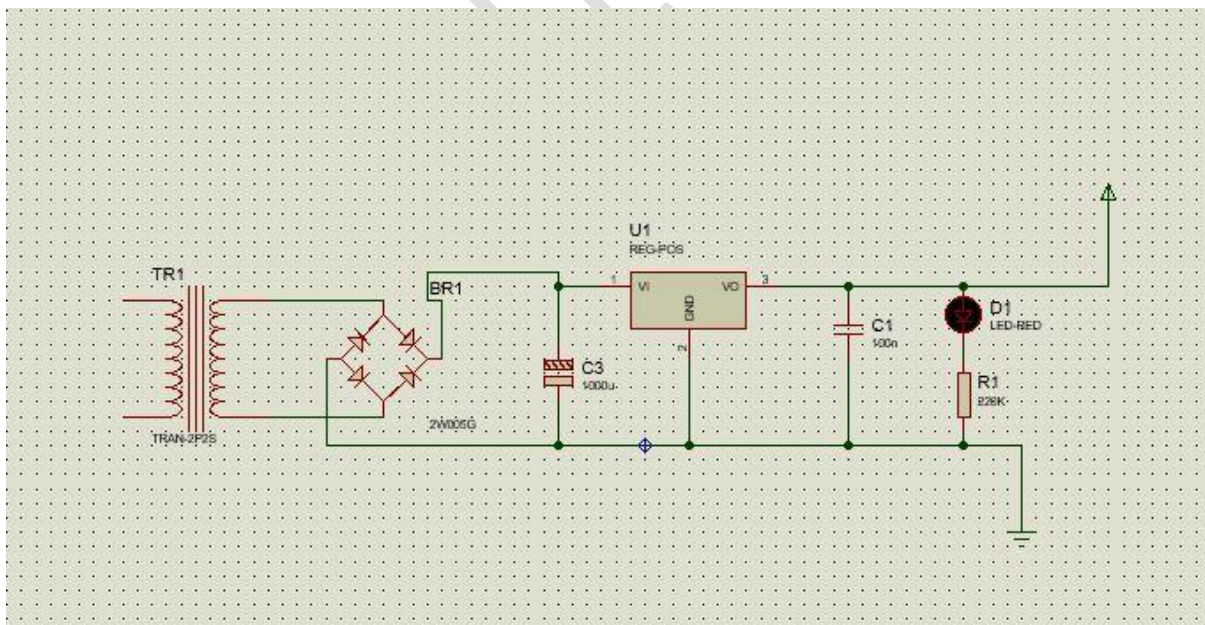 TR1
TRAN-2P2S
BR1
2W005G
C3
1000u
U1
REG-POS
1
VI
VO
3
GND
2
C1
100n
D1
LED-RED
R1